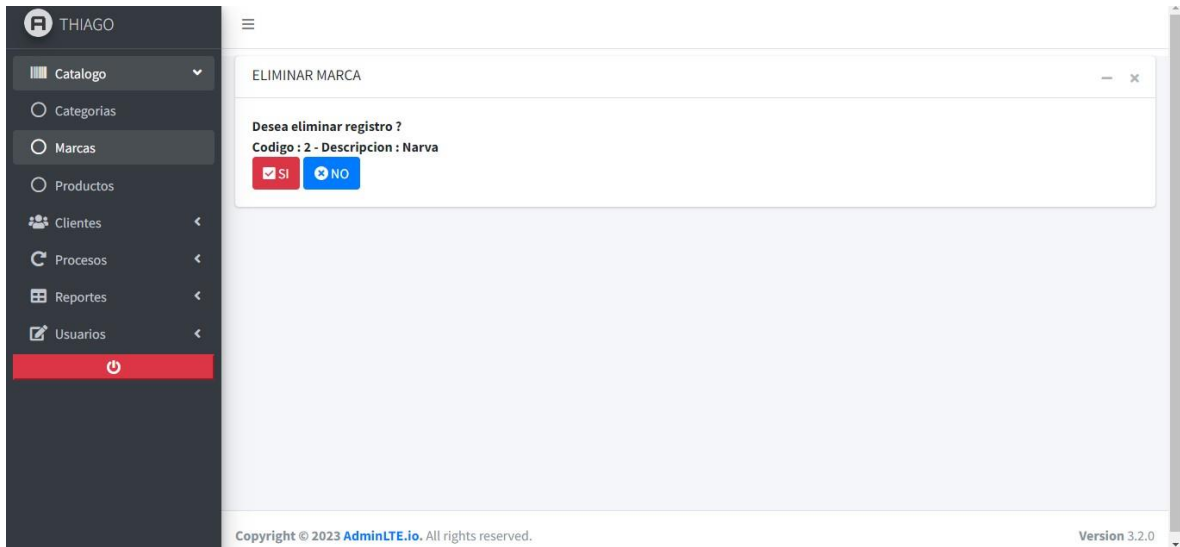 THIAGO
Catalogo
Categorias
Marcas
Productos
Clientes
Procesos
Reportes
Usuarios
ELIMINAR MARCA
Desea eliminar registro ?
Codigo : 2 - Descripcion : Narva
SI NO
Copyright © 2023 AdminLTE.io. All rights reserved. Version 3.2.0